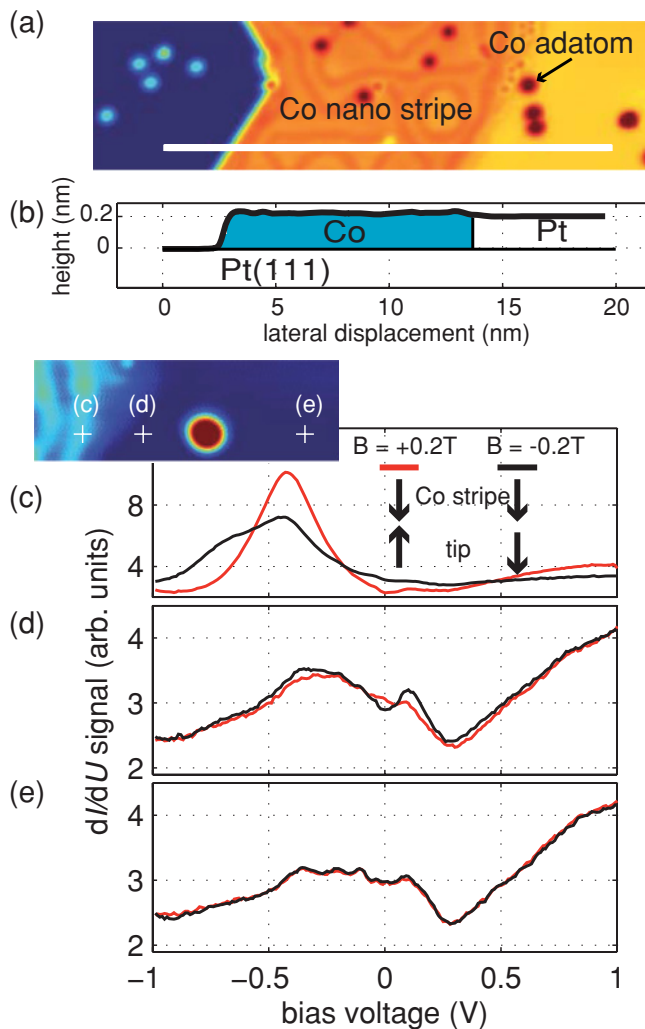 (a)
Co adatom
Co nano stripe
(b)
height (nm)
0.2
0
Co
Pt
Pt(111)
0 5 10 15 20
lateral displacement (nm)
(c) (d) (e)
B = +0.2T B = -0.2T
(c)
Co stripe
tip
8
4
(d)
dI/dU signal (arb. units)
4
3
2
(e)
4
3
2
−1 −0.5 0 0.5 1
bias voltage (V)